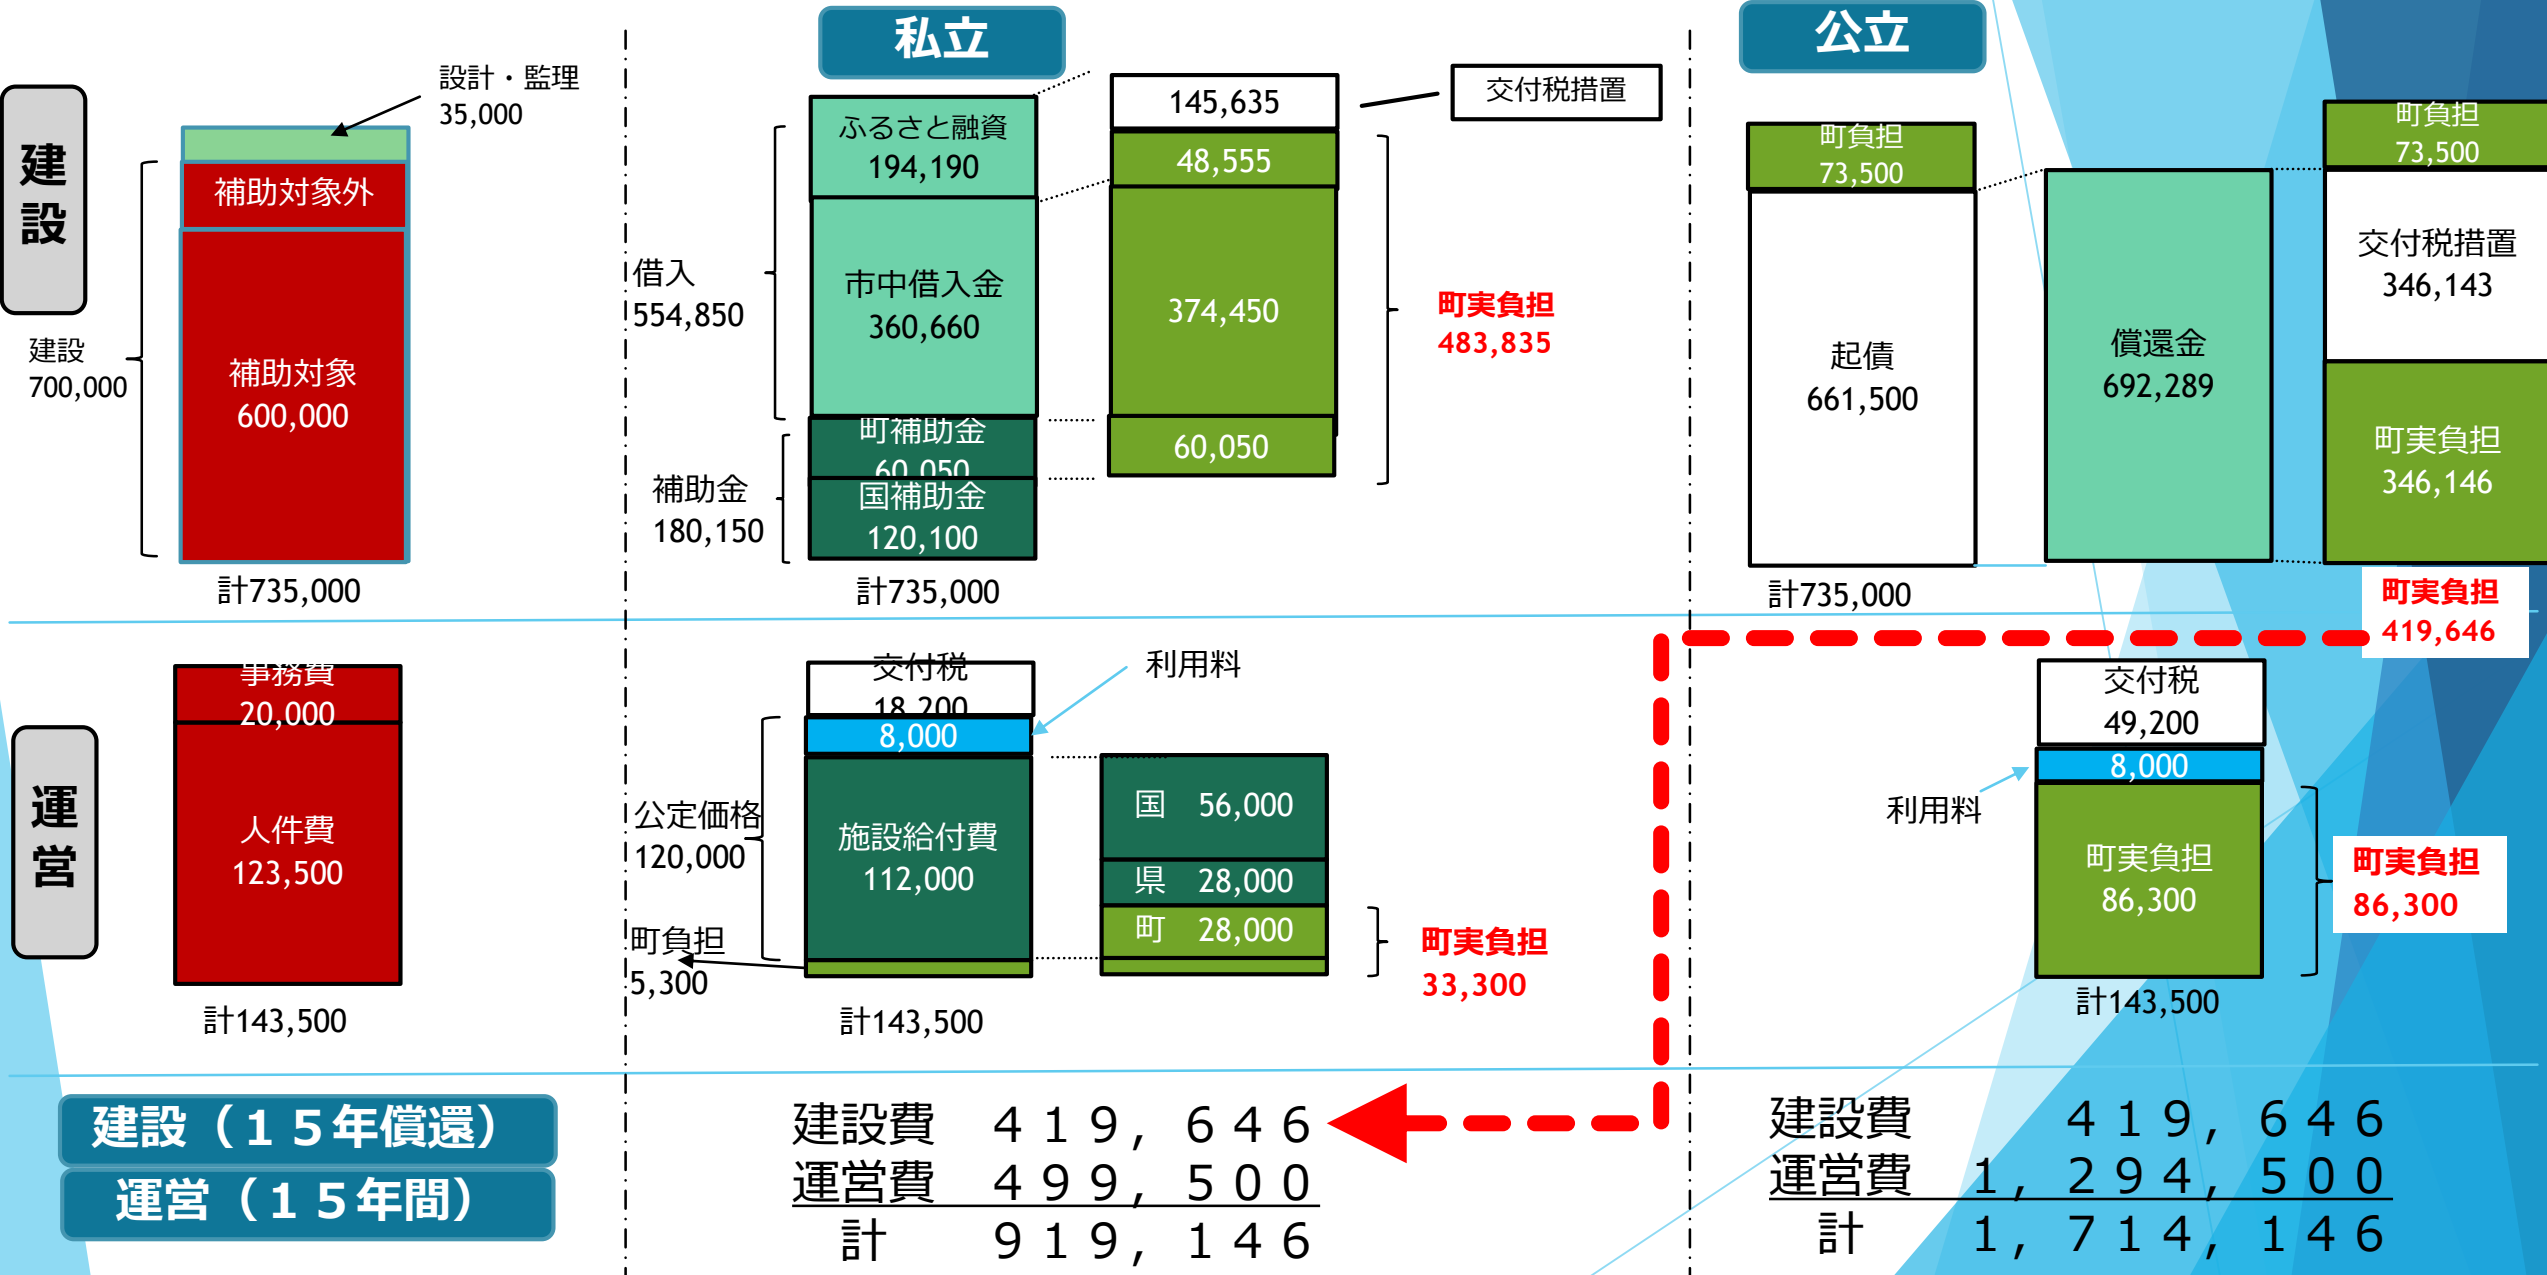 私立
公立
建
設
設計・監理
35,000
補助対象外
補助対象
600,000
建設
700,000
計735,000
ふるさと融資
194,190
市中借入金
360,660
借入
554,850
町補助金
60,050
国補助金
120,100
補助金
180,150
計735,000
145,635
交付税措置
48,555
374,450
60,050
町実負担
483,835
町負担
73,500
起債
661,500
計735,000
償還金
692,289
町負担
73,500
交付税措置
346,143
町実負担
346,146
町実負担
419,646
運
営
事務費
20,000
人件費
123,500
計143,500
交付税
18,200
利用料
8,000
公定価格
120,000
施設給付費
112,000
町負担
5,300
計143,500
国 56,000
県 28,000
町 28,000
町実負担
33,300
交付税
49,200
8,000
利用料
町実負担
86,300
町実負担
86,300
計143,500
建設（１５年償還）
運営（１５年間）
建設費 ４１９，６４６
運営費 ４９９，５００
計 ９１９，１４６
建設費 ４１９，６４６
運営費 １，２９４，５００
計 １，７１４，１４６